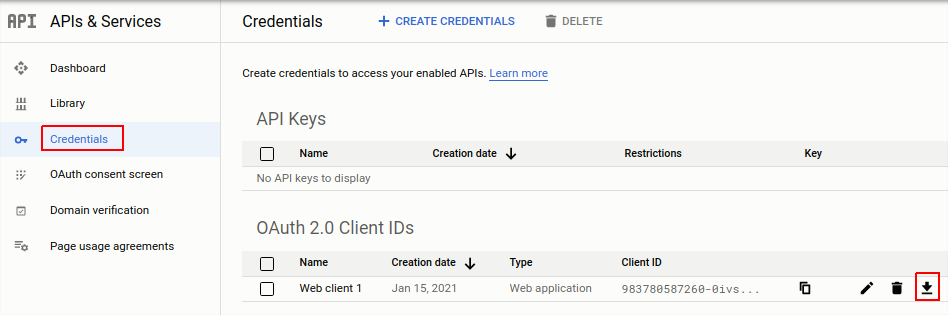 API APIs & Services
Credentials
+ CREATE CREDENTIALS
DELETE
Dashboard
Library
Credentials
OAuth consent screen
Domain verification
Page usage agreements
Create credentials to access your enabled APIs. Learn more
API Keys
Name Creation date Restrictions Key
No API keys to display
OAuth 2.0 Client IDs
Name Creation date Type Client ID
Web client 1 Jan 15, 2021 Web application 983780587260-0ivs...